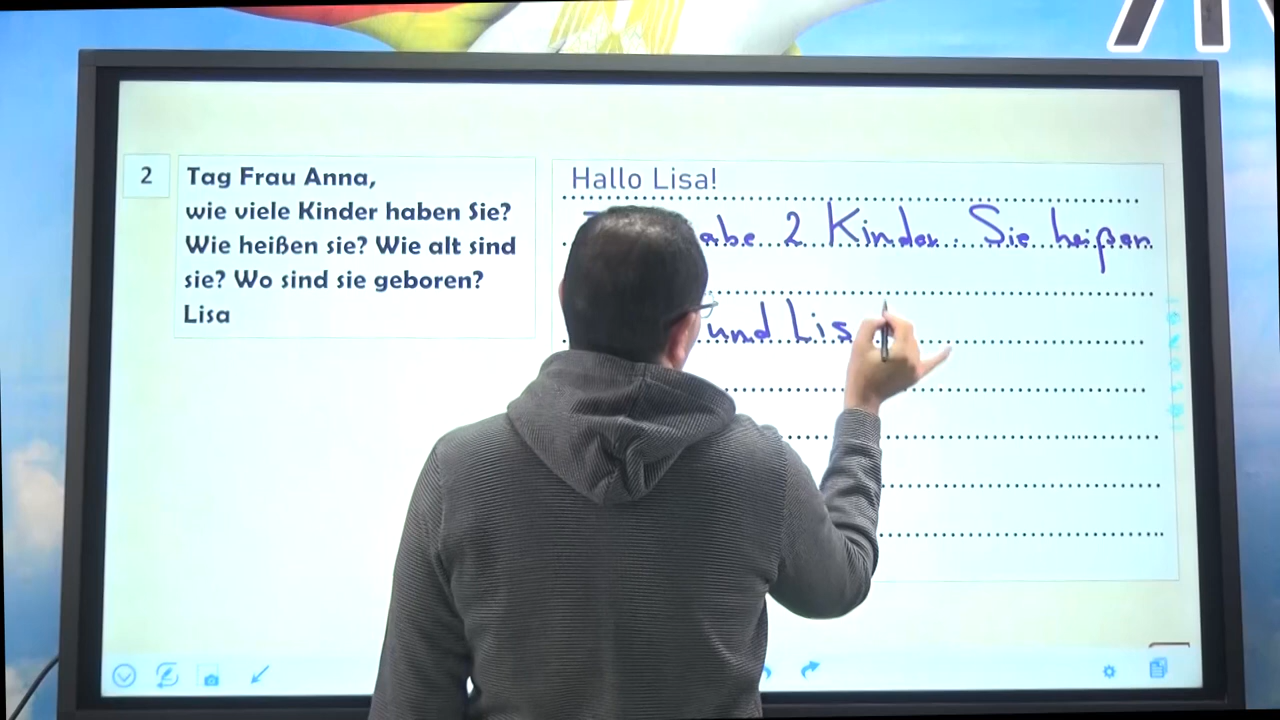 2
Tag Frau Anna,
wie viele Kinder haben Sie?
Wie heißen sie? Wie alt sind
sie? Wo sind sie geboren?
Lisa
Hallo Lisa!
2 Kinder. Sie heißen
und Lis